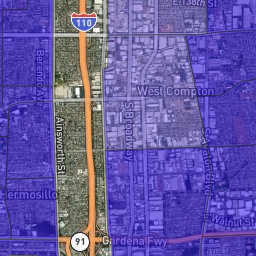 E 138th St
110
Berendo Ave
West Compton
S Broadway
Ainsworth St
S Avalon Blvd
Hermosillo
Walnut St
91
Gardena Fwy